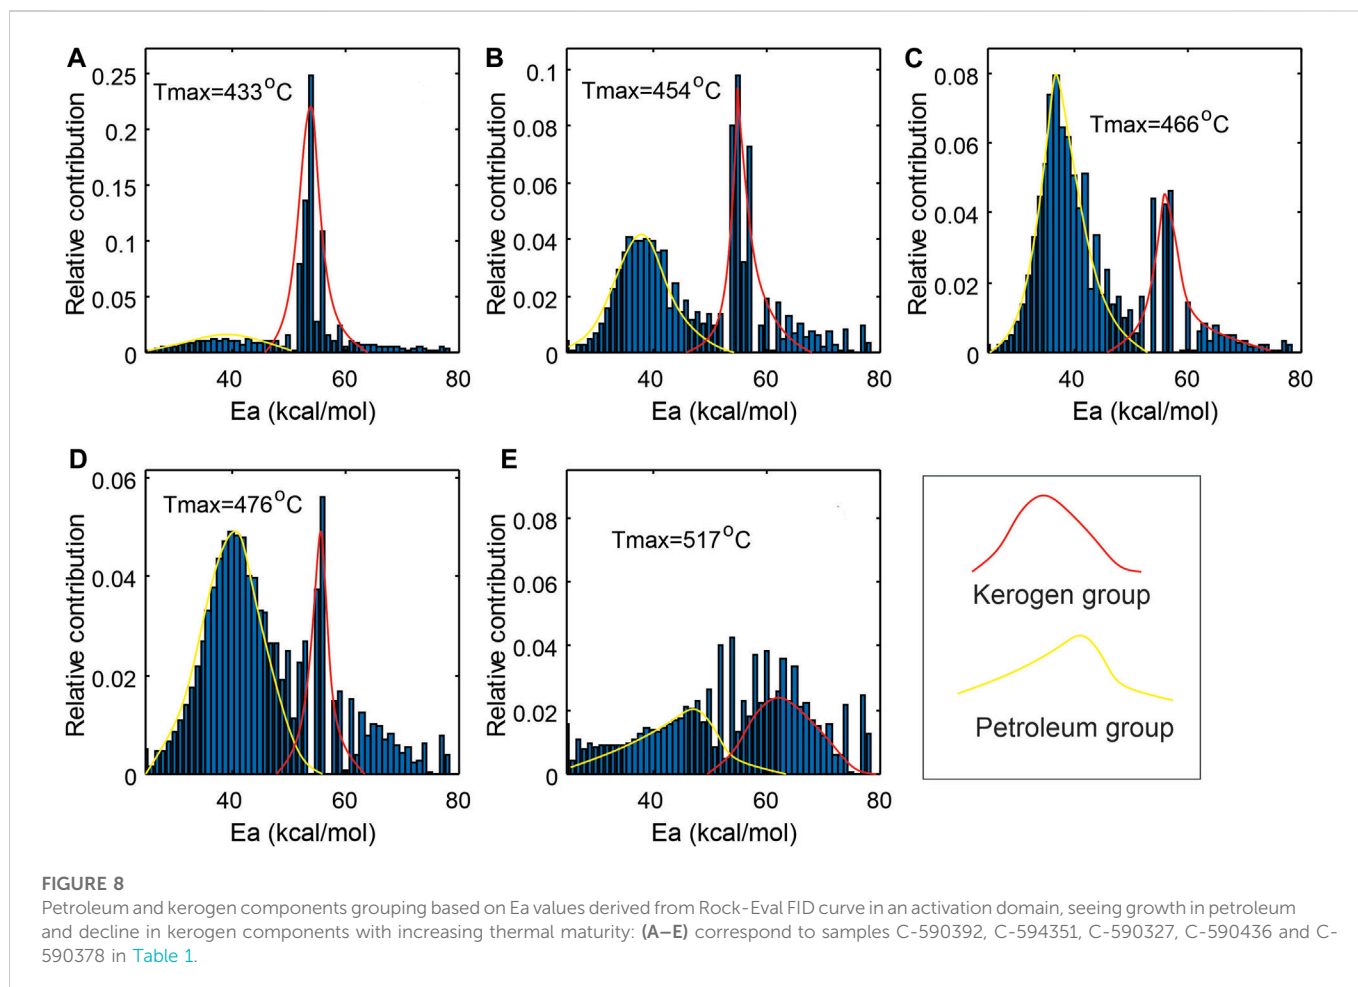 A
0.25
0.2
0.15
0.1
0.05
0
Relative contribution
Tmax=433°C
40
60
80
Ea (kcal/mol)
B
0.1
0.08
0.06
0.04
0.02
0
Relative contribution
Tmax=454°C
40
60
80
Ea (kcal/mol)
C
0.08
0.06
0.04
0.02
0
Relative contribution
Tmax=466°C
40
60
80
Ea (kcal/mol)
D
0.06
0.04
0.02
0
Relative contribution
Tmax=476°C
40
60
80
Ea (kcal/mol)
E
0.08
0.06
0.04
0.02
0
Relative contribution
Tmax=517°C
40
60
80
Ea (kcal/mol)
Kerogen group
Petroleum group
FIGURE 8
Petroleum and kerogen components grouping based on Ea values derived from Rock-Eval FID curve in an activation domain, seeing growth in petroleum
and decline in kerogen components with increasing thermal maturity: (A–E) correspond to samples C-590392, C-594351, C-590327, C-590436 and C-
590378 in Table 1.